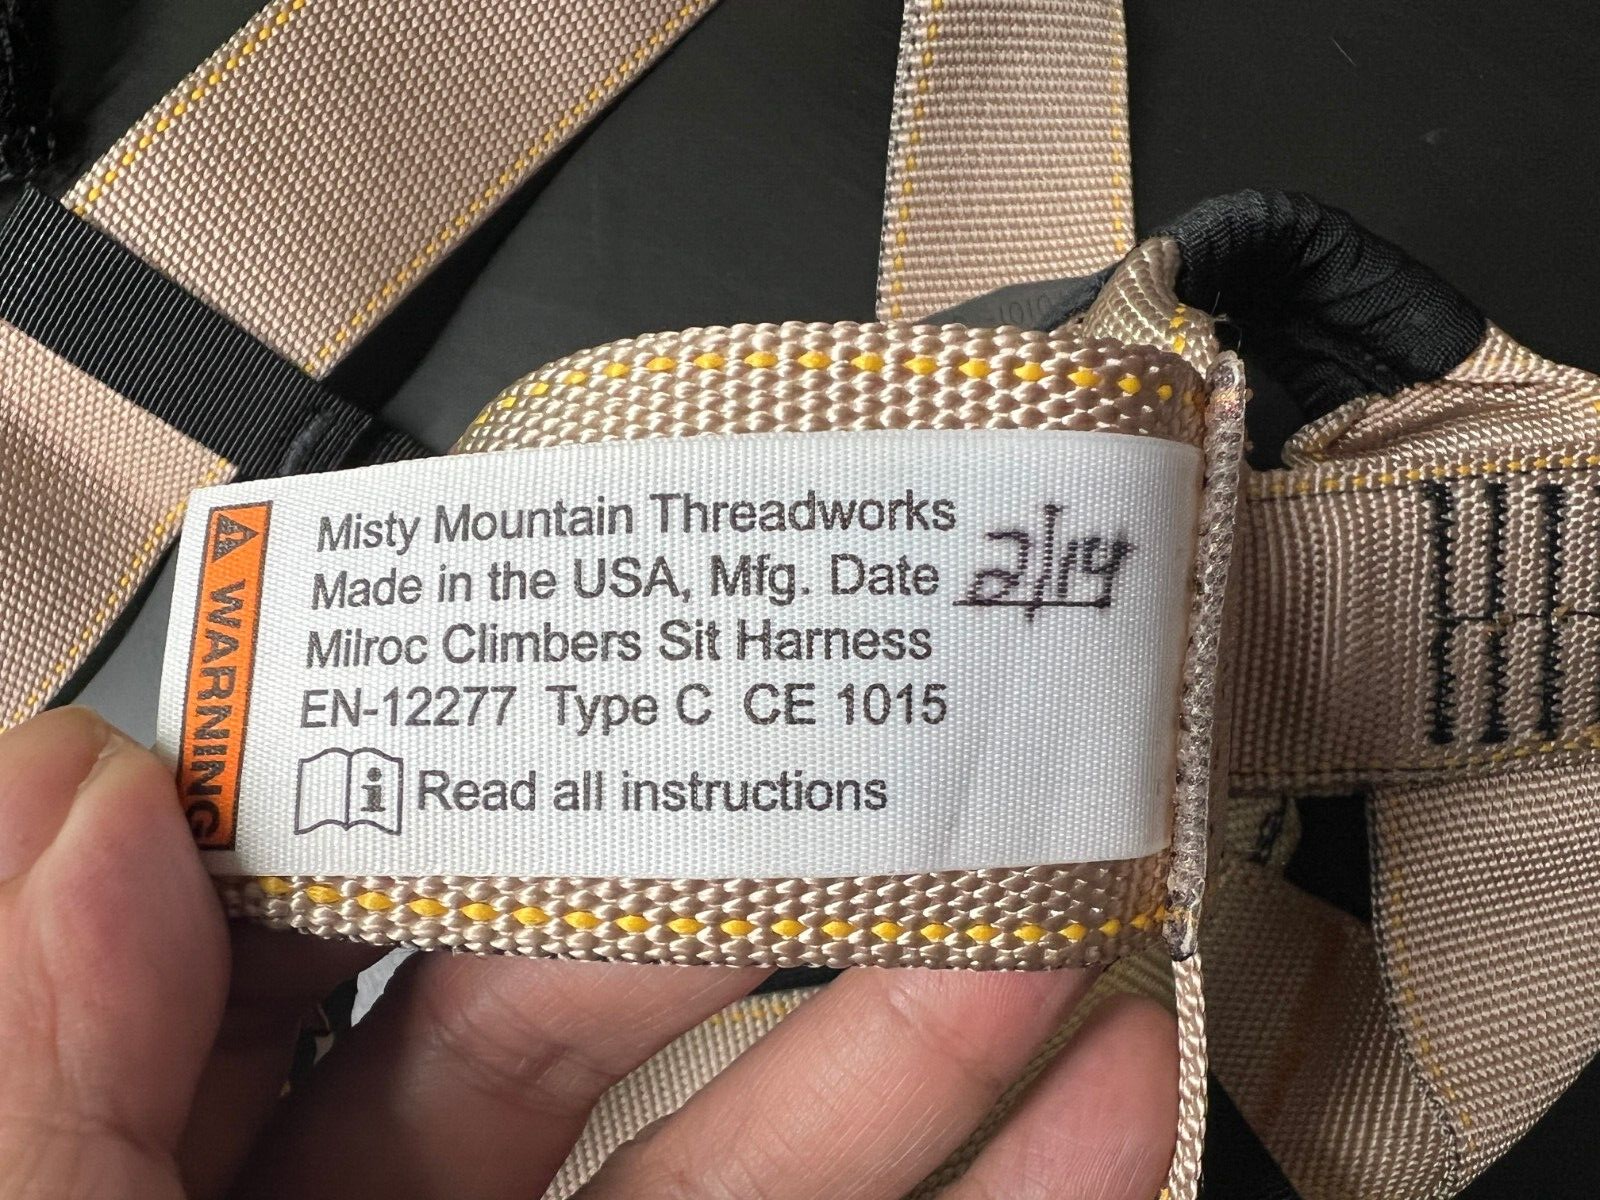 WARNING
Misty Mountain Threadworks
Made in the USA, Mfg. Date 2/14
Milroc Climbers Sit Harness
EN-12277 Type C CE 1015
Read all instructions